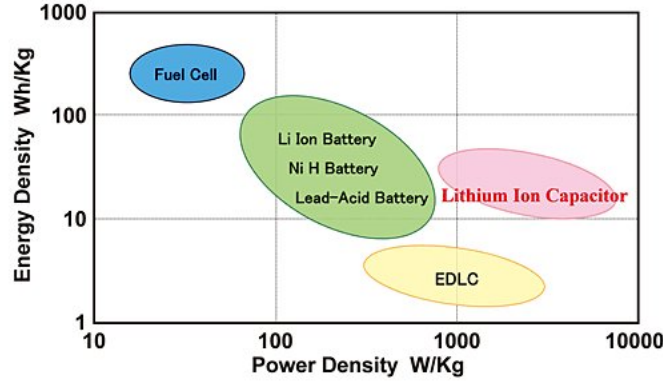 Energy Density Wh/Kg
1000
100
10
1
Fuel Cell
Li Ion Battery
Ni H Battery
Lead-Acid Battery
Lithium Ion Capacitor
EDLC
10 100 1000 10000
Power Density W/Kg